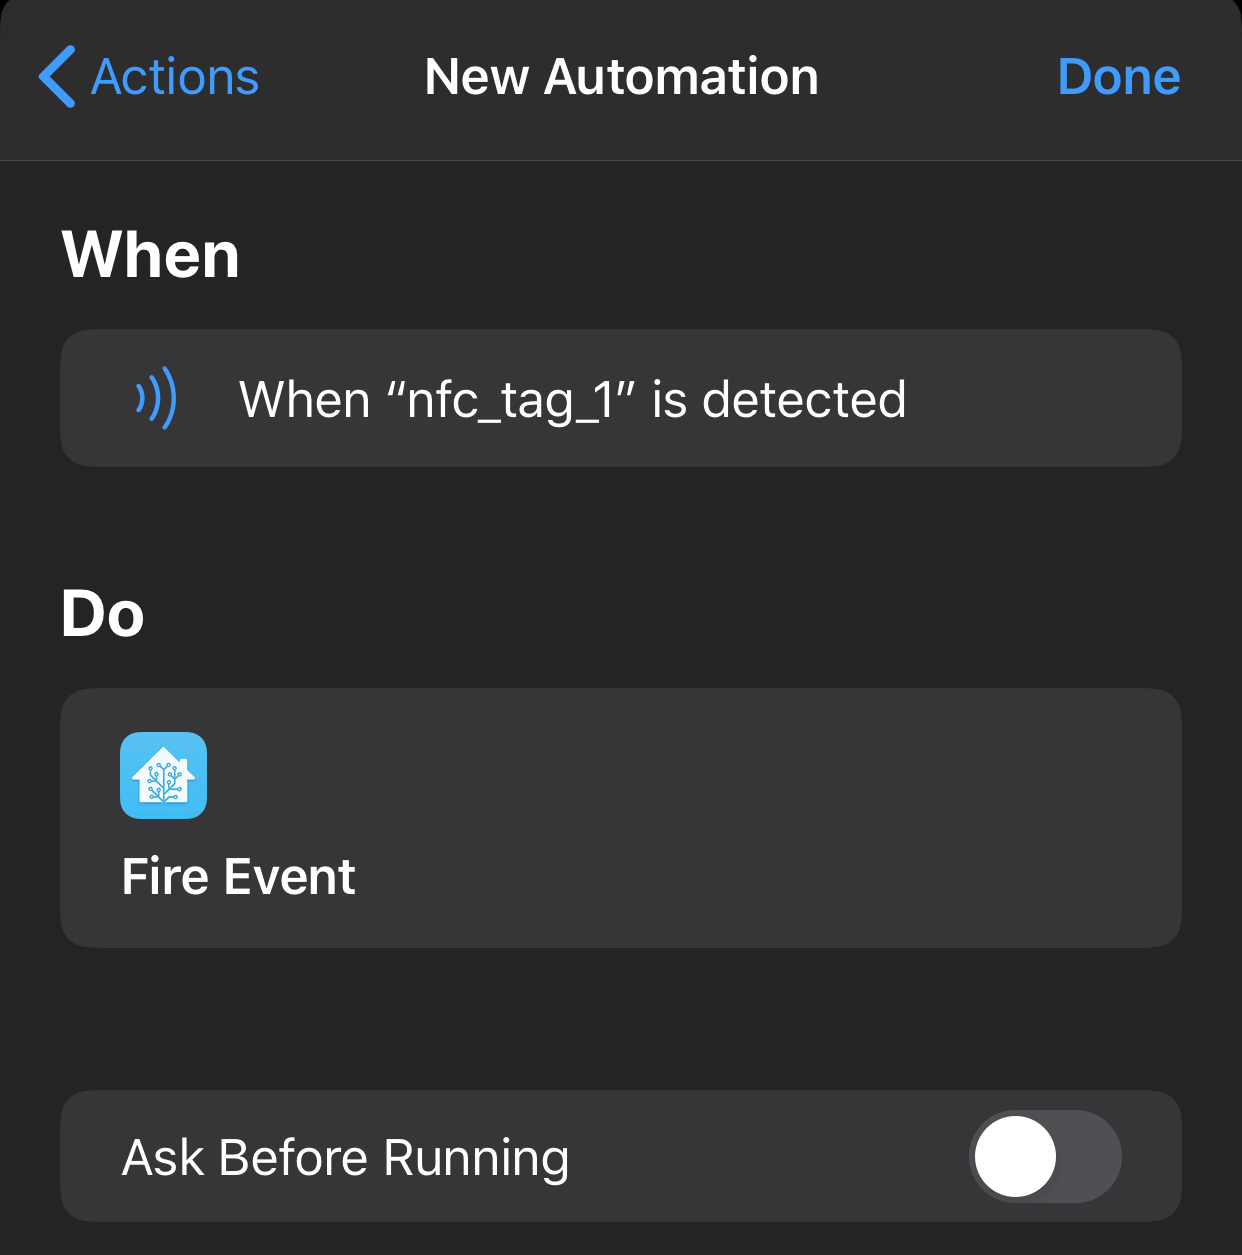 Actions
New Automation
Done
When
When “nfc_tag_1” is detected
Do
Fire Event
Ask Before Running